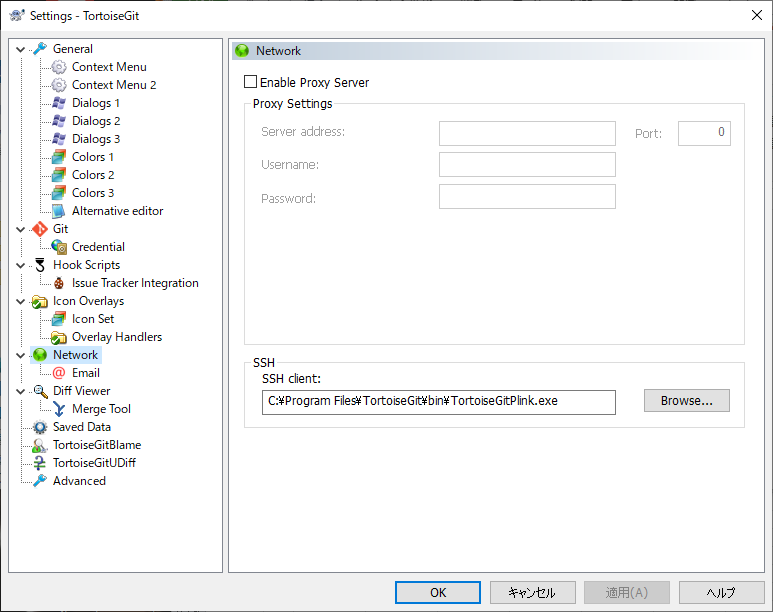 Settings - TortoiseGit
General
Context Menu
Context Menu 2
Dialogs 1
Dialogs 2
Dialogs 3
Colors 1
Colors 2
Colors 3
Alternative editor
Git
Credential
Hook Scripts
Issue Tracker Integration
Icon Overlays
Icon Set
Overlay Handlers
Network
Email
Diff Viewer
Merge Tool
Saved Data
TortoiseGitBlame
TortoiseGitUDiff
Advanced
Network
Enable Proxy Server
Proxy Settings
Server address:
Port: 0
Username:
Password:
SSH
SSH client:
C:¥Program Files¥TortoiseGit¥bin¥TortoiseGitPlink.exe
Browse...
OK キャンセル 適用(A) ヘルプ